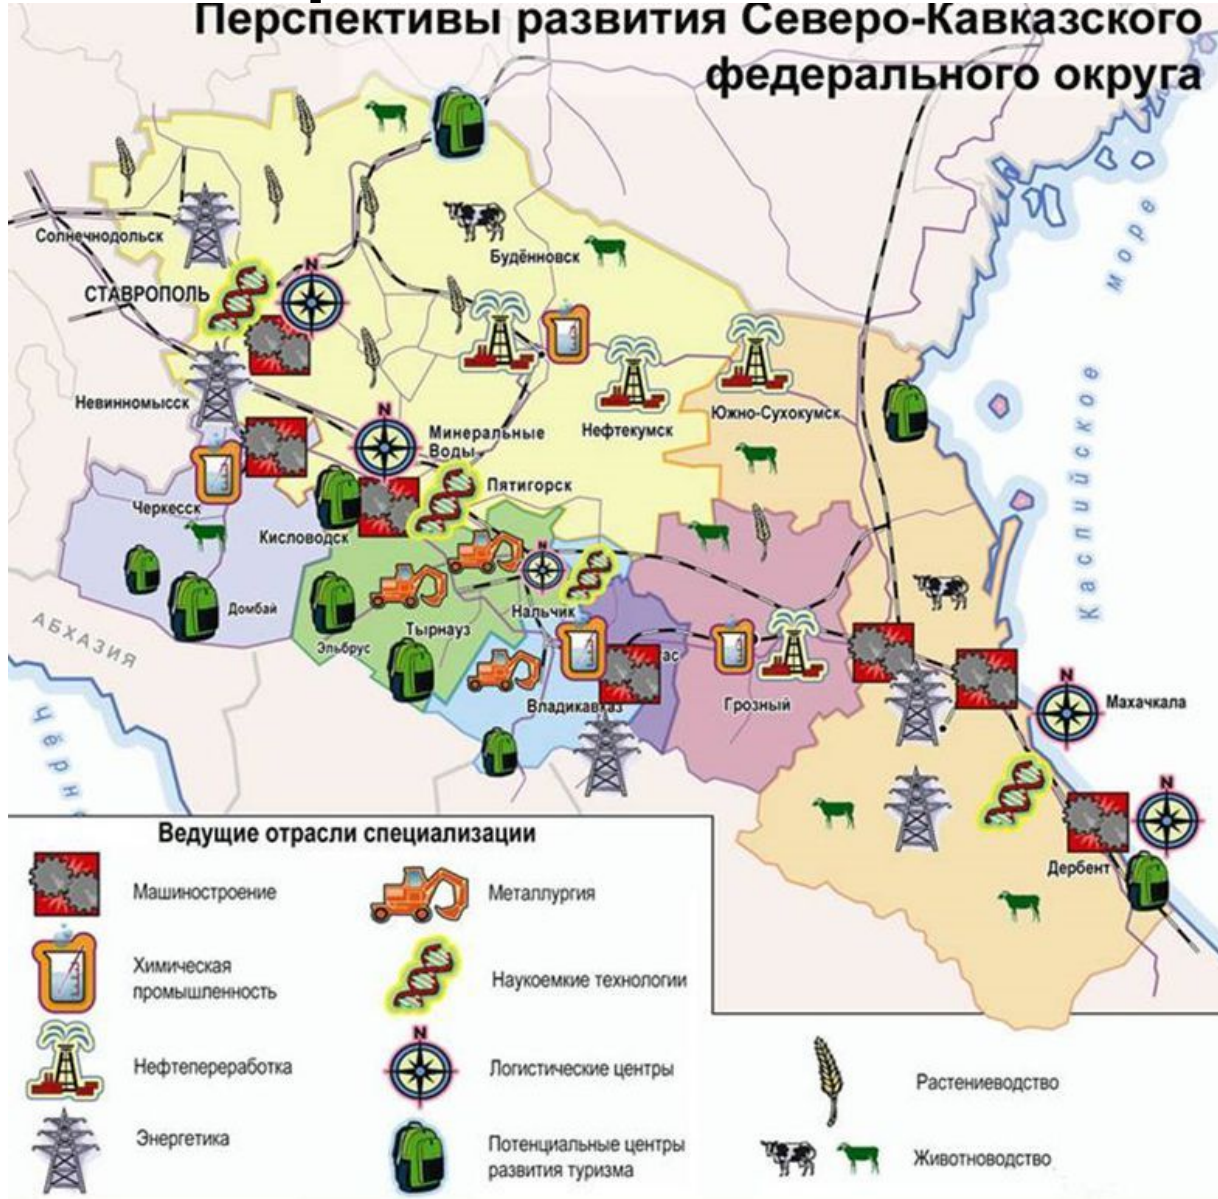 Перспективы развития Северо-Кавказского
федерального округа
Солнечнодольск
СТАВРОПОЛЬ
N
Будённовск
Невинномысск
N
Минеральные
Воды
Нефтекумск
Южно-Сухокумск
Пятигорск
Черкесск
Кисловодск
N
Домбай
Нальчик
Тырнауз
Эльбрус
АБХАЗИЯ
ас
Владикавказ
Грозный
N
Махачкала
N
Дербент
Каспийское
море
Чёрн
Ведущие отрасли специализации
Машиностроение
Химическая
промышленность
Нефтепереработка
Энергетика
Металлургия
Наукоемкие технологии
N
Логистические центры
Потенциальные центры
развития туризма
Растениеводство
Животноводство